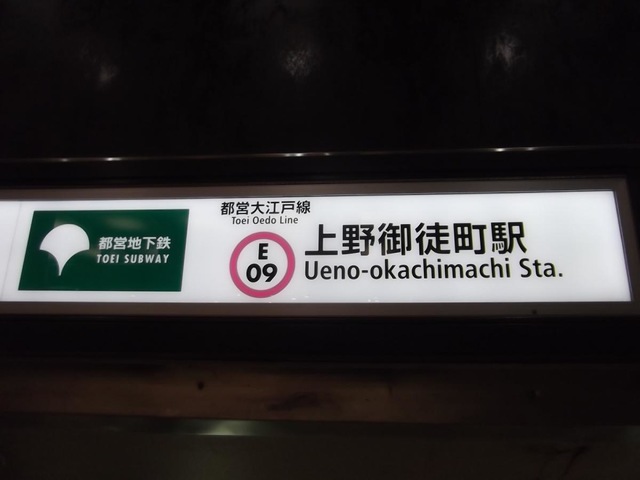 都営地下鉄
TOEI SUBWAY
都営大江戸線
Toei Oedo Line
E
09
上野御徒町駅
Ueno-okachimachi Sta.